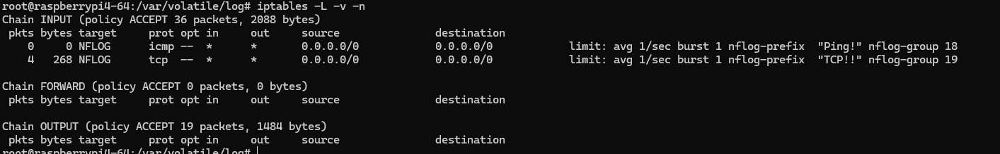 root@raspberrypi4-64:/var/volatile/log# iptables -L -v -n
Chain INPUT (policy ACCEPT 36 packets, 2088 bytes)
 pkts bytes target     prot opt in     out     source               destination
    0     0 NFLOG      icmp --  *      *       0.0.0.0/0            0.0.0.0/0            limit: avg 1/sec burst 1 nflog-prefix  "Ping!" nflog-group 18
    4   268 NFLOG      tcp  --  *      *       0.0.0.0/0            0.0.0.0/0            limit: avg 1/sec burst 1 nflog-prefix  "TCP!!" nflog-group 19
Chain FORWARD (policy ACCEPT 0 packets, 0 bytes)
 pkts bytes target     prot opt in     out     source               destination
Chain OUTPUT (policy ACCEPT 19 packets, 1484 bytes)
 pkts bytes target     prot opt in     out     source               destination
root@raspberrypi4-64:/var/volatile/log#